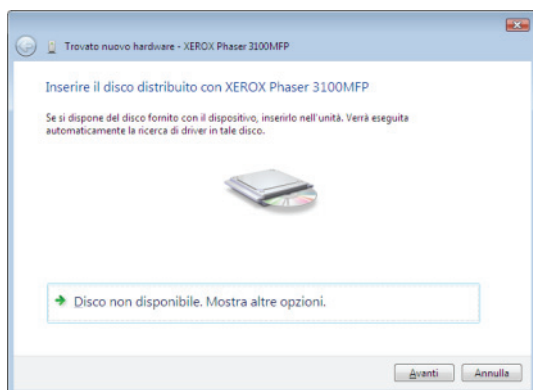 Trovato nuovo hardware - XEROX Phaser 3100MFP
Inserire il disco distribuito con XEROX Phaser 3100MFP
Se si dispone del disco fornito con il dispositivo, inserirlo nell'unità. Verrà eseguita
automaticamente la ricerca di driver in tale disco.
Disco non disponibile. Mostra altre opzioni.
Avanti Annulla